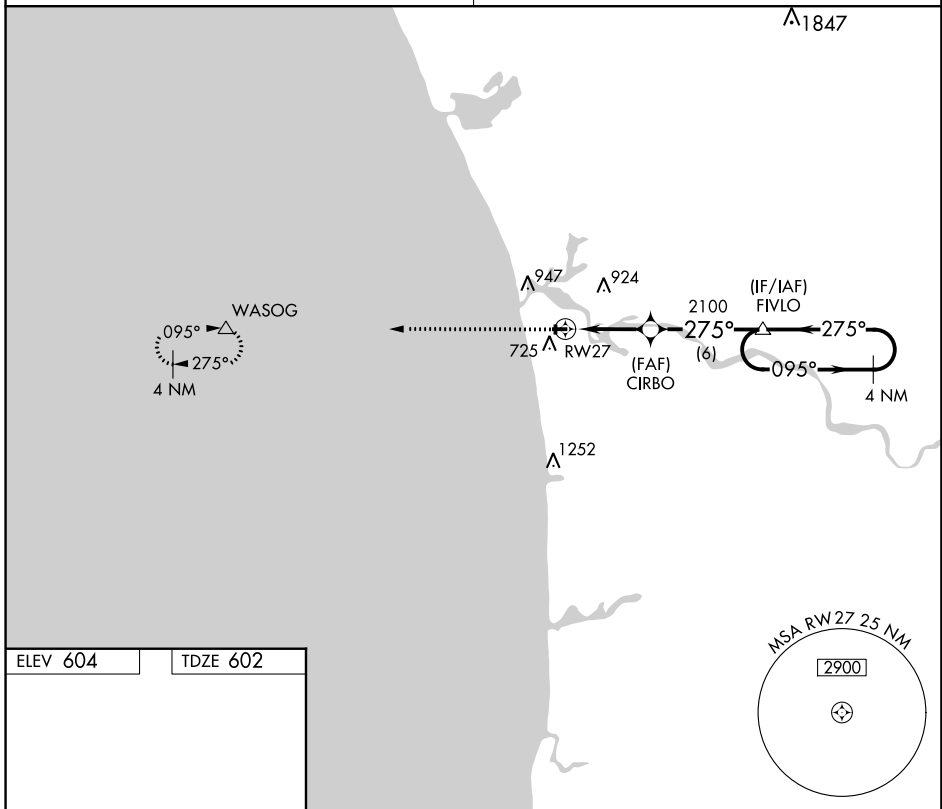 1847
947
924
(IF/IAF)
FIVLO
2100
WASOG
095°
275°
275°
(6)
275°
725
RW27
(FAF)
CIRBO
095°
4 NM
4 NM
1252
MSA RW27 25 NM
2900
ELEV 604
TDZE 602